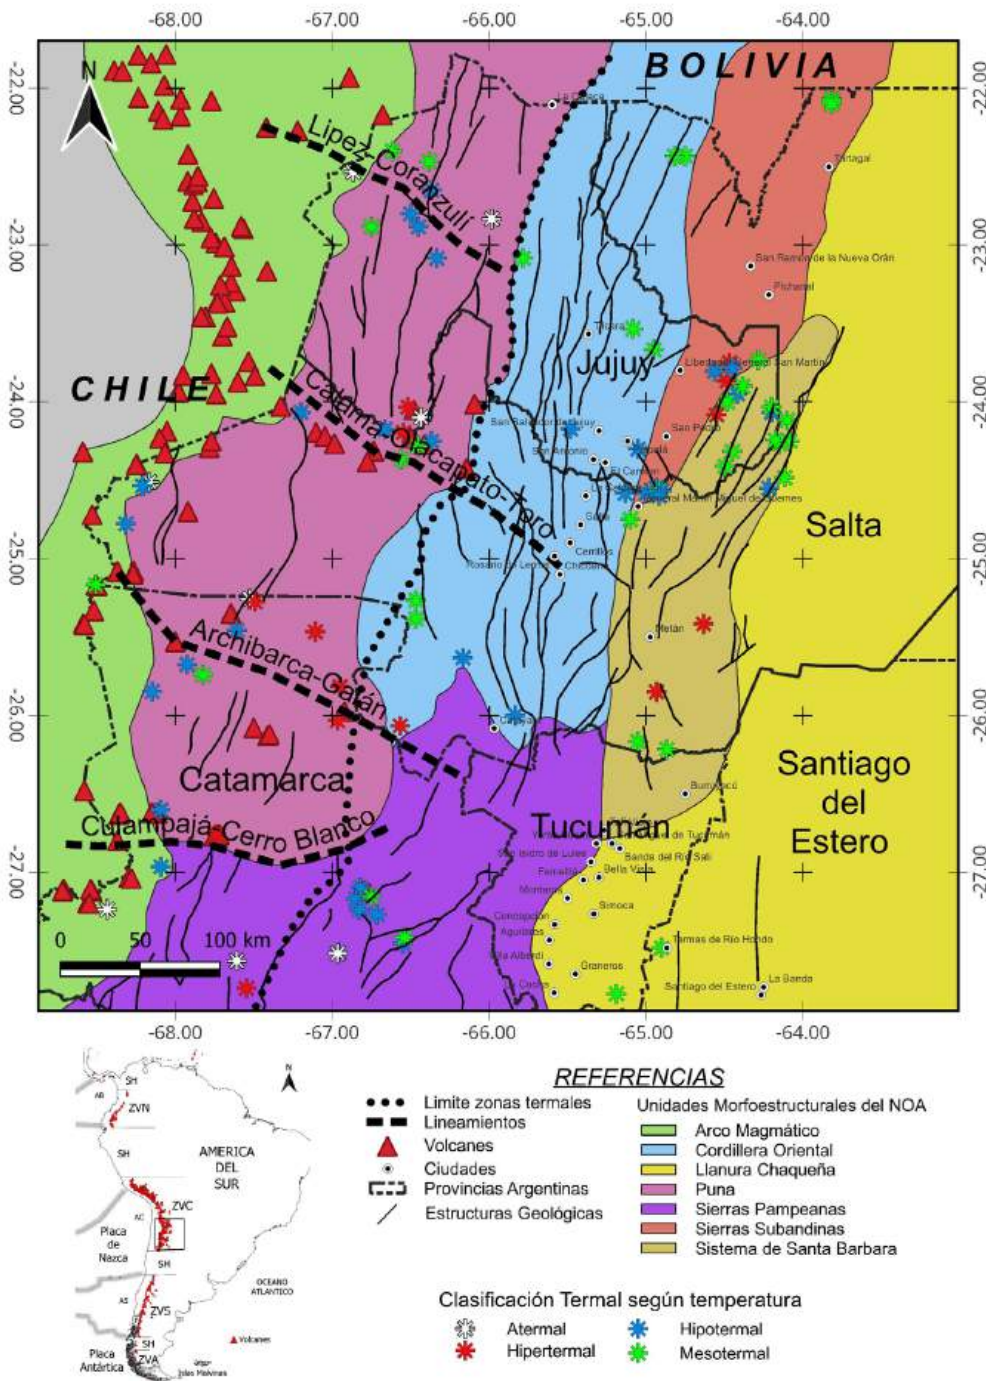 -68.00 -67.00 -66.00 -65.00 -64.00
-22.00
-23.00
-24.00
-25.00
-26.00
-27.00
-22.00
-23.00
-24.00
-25.00
-26.00
-27.00
N
BOLIVIA
La Quiaca
Tartagal
Lipez-Coranzulí
San Ramón de la Nueva Orán
Pichanal
Tilcara
Jujuy
Libertador General San Martín
CHILE
Calama-Olacapato-Toro
San Salvador de Jujuy
San Pedro
San Antonio
El Carmen
General Martín Miguel de Güemes
Salta
Salta
Cerrillos
Rosario de Lerma
Chicoana
Metán
Archibarca-Galán
Cafayate
Catamarca
Santiago
del
Estero
Burruyacú
Culampajá-Cerro Blanco
Tucumán
San Isidro de Lules
Banda del Río Salí
Famaillá
Bella Vista
Monteros
Simoca
Concepción
Aguilares
Termas de Río Hondo
Villa Alberdi
Graneros
La Cocha
La Banda
Santiago del Estero
0 50 100 km
-68.00 -67.00 -66.00 -65.00 -64.00
N
SH
AB
ZVN
SH
AMERICA
DEL
SUR
AC
ZVC
Placa
de
Nazca
SH
OCEANO
ATLANTICO
AS
ZVS
Volcanes
SH
Placa
Antártica
ZVA
Islas Malvinas
REFERENCIAS
Limite zonas termales
Lineamientos
Volcanes
Ciudades
Provincias Argentinas
Estructuras Geológicas
Unidades Morfoestructurales del NOA
Arco Magmático
Cordillera Oriental
Llanura Chaqueña
Puna
Sierras Pampeanas
Sierras Subandinas
Sistema de Santa Barbara
Clasificación Termal según temperatura
Atermal
Hipotermal
Hipertermal
Mesotermal